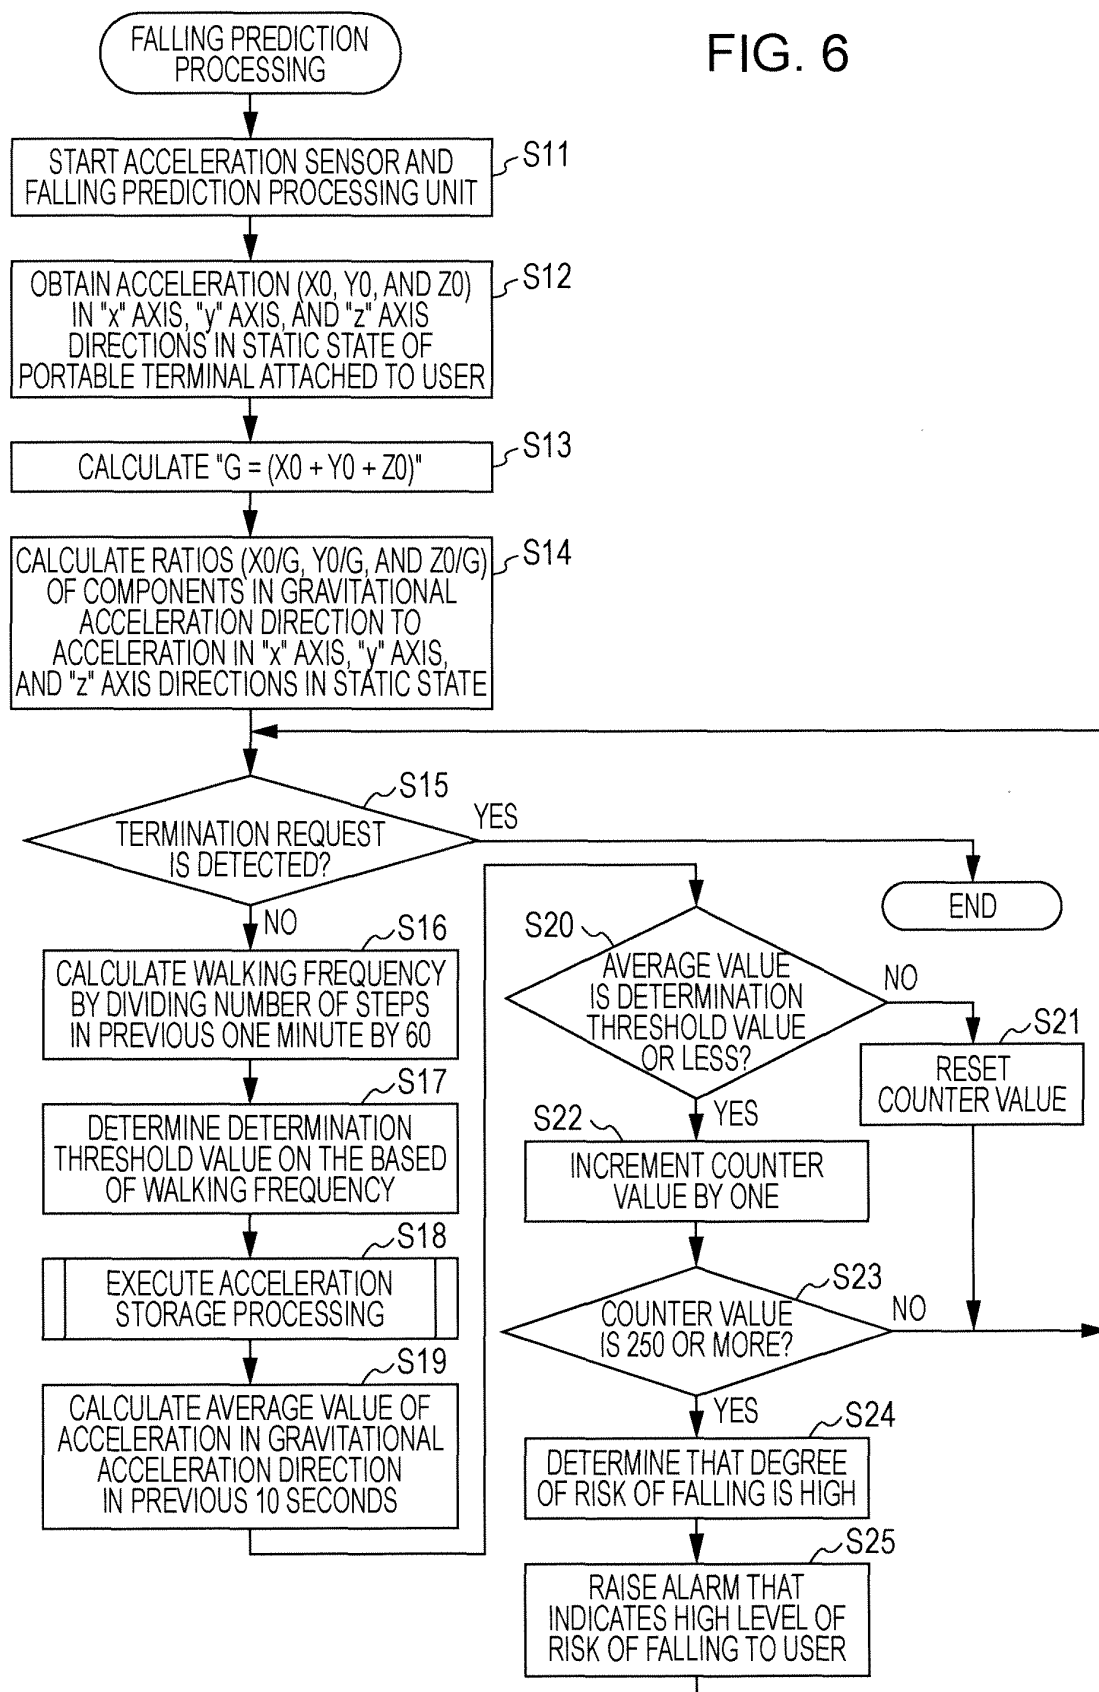 FIG. 6
FALLING PREDICTION
PROCESSING
START ACCELERATION SENSOR AND
FALLING PREDICTION PROCESSING UNIT
S11
OBTAIN ACCELERATION (X0, Y0, AND Z0)
IN "x" AXIS, "y" AXIS, AND "z" AXIS
DIRECTIONS IN STATIC STATE OF
PORTABLE TERMINAL ATTACHED TO USER
S12
CALCULATE "G = (X0 + Y0 + Z0)"
S13
CALCULATE RATIOS (X0/G, Y0/G, AND Z0/G)
OF COMPONENTS IN GRAVITATIONAL
ACCELERATION DIRECTION TO
ACCELERATION IN "x" AXIS, "y" AXIS,
AND "z" AXIS DIRECTIONS IN STATIC STATE
S14
S15
TERMINATION REQUEST
IS DETECTED?
YES
END
NO
S16
CALCULATE WALKING FREQUENCY
BY DIVIDING NUMBER OF STEPS
IN PREVIOUS ONE MINUTE BY 60
S17
DETERMINE DETERMINATION
THRESHOLD VALUE ON THE BASED
OF WALKING FREQUENCY
S18
EXECUTE ACCELERATION
STORAGE PROCESSING
S19
CALCULATE AVERAGE VALUE OF
ACCELERATION IN GRAVITATIONAL
ACCELERATION DIRECTION
IN PREVIOUS 10 SECONDS
S20
AVERAGE VALUE
IS DETERMINATION
THRESHOLD VALUE
OR LESS?
NO
S21
RESET
COUNTER VALUE
YES
S22
INCREMENT COUNTER
VALUE BY ONE
S23
COUNTER VALUE
IS 250 OR MORE?
NO
YES
S24
DETERMINE THAT DEGREE
OF RISK OF FALLING IS HIGH
S25
RAISE ALARM THAT
INDICATES HIGH LEVEL OF
RISK OF FALLING TO USER